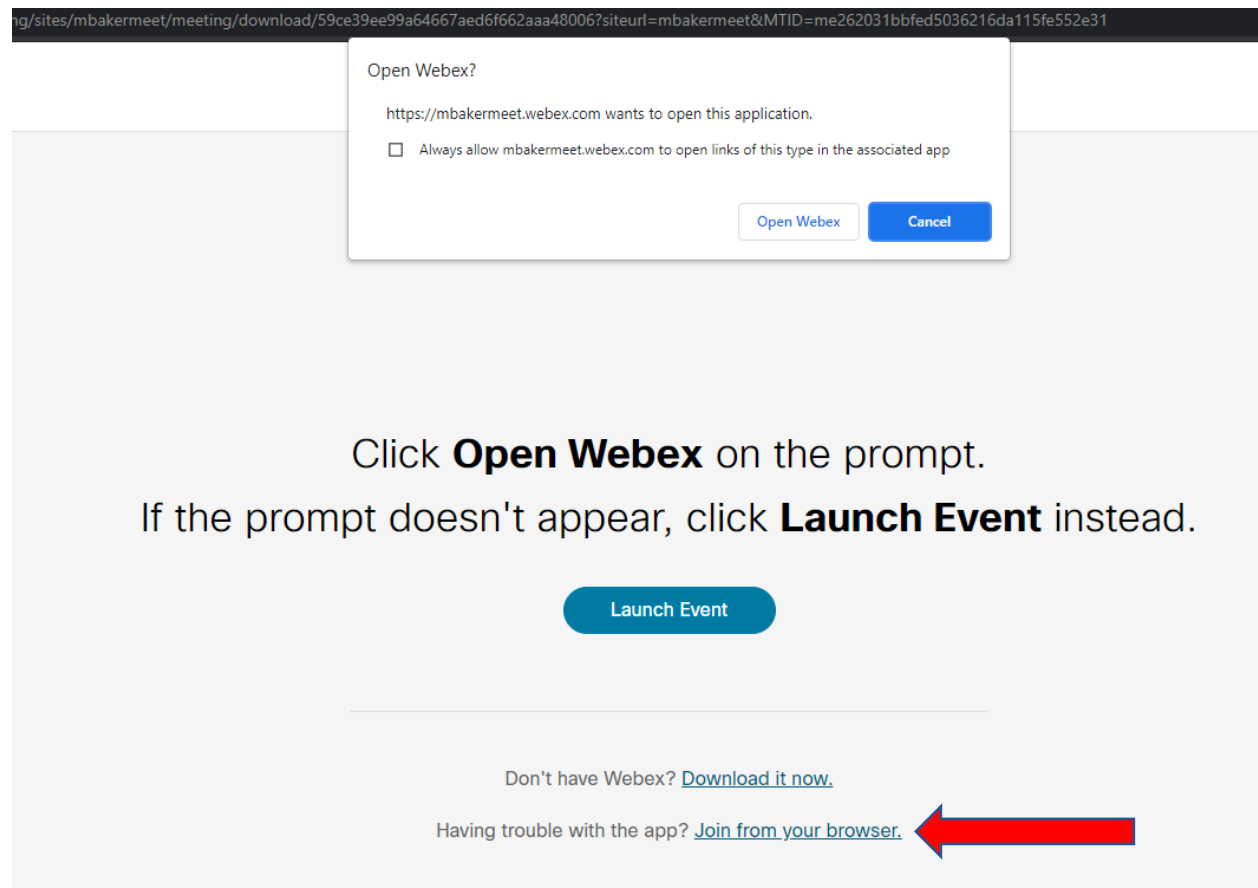 ng/sites/mbakermeet/meeting/download/59ce39ee99a64667aed6f662aaa48006?siteurl=mbakermeet&MTID=me262031bbfed5036216da115fe552e31
Open Webex?
https://mbakermeet.webex.com wants to open this application.
Always allow mbakermeet.webex.com to open links of this type in the associated app
Open Webex Cancel
Click Open Webex on the prompt.
If the prompt doesn't appear, click Launch Event instead.
Launch Event
Don't have Webex? Download it now.
Having trouble with the app? Join from your browser.